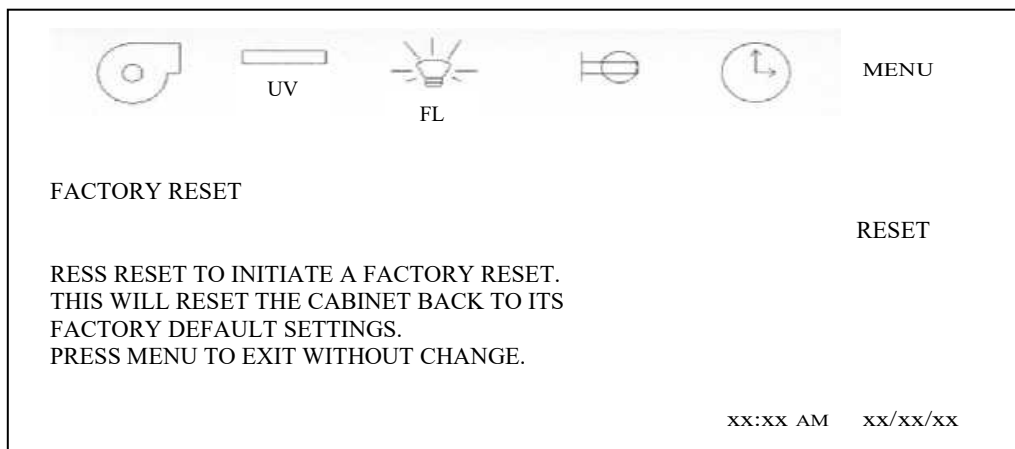 MENU
UV
FL
FACTORY RESET
RESET
RESS RESET TO INITIATE A FACTORY RESET.
THIS WILL RESET THE CABINET BACK TO ITS
FACTORY DEFAULT SETTINGS.
PRESS MENU TO EXIT WITHOUT CHANGE.
xx:xx AM xx/xx/xx